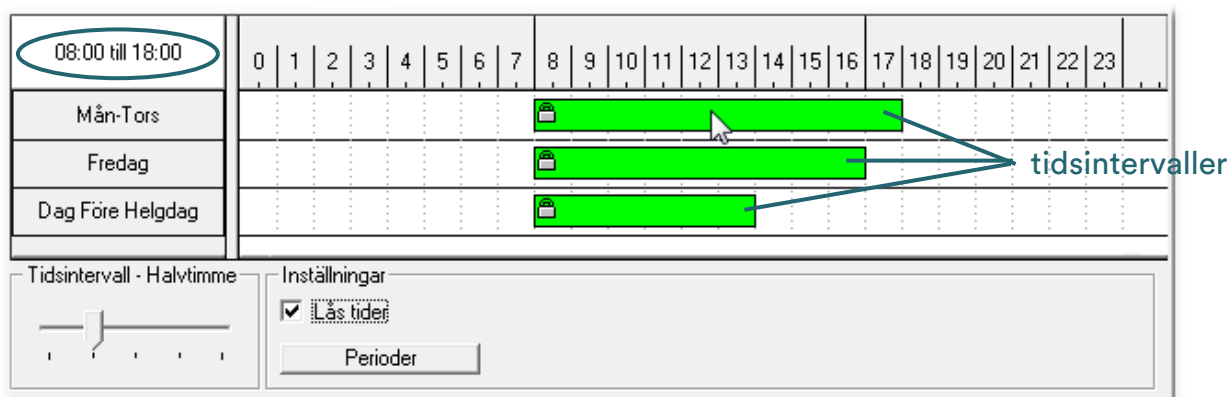 08:00 till 18:00
0 1 2 3 4 5 6 7 8 9 10 11 12 13 14 15 16 17 18 19 20 21 22 23
Mån-Tors
Fredag
tidsintervaller
Dag Före Helgdag
Tidsintervall - Halvtimme
Inställningar
Lås tider
Perioder